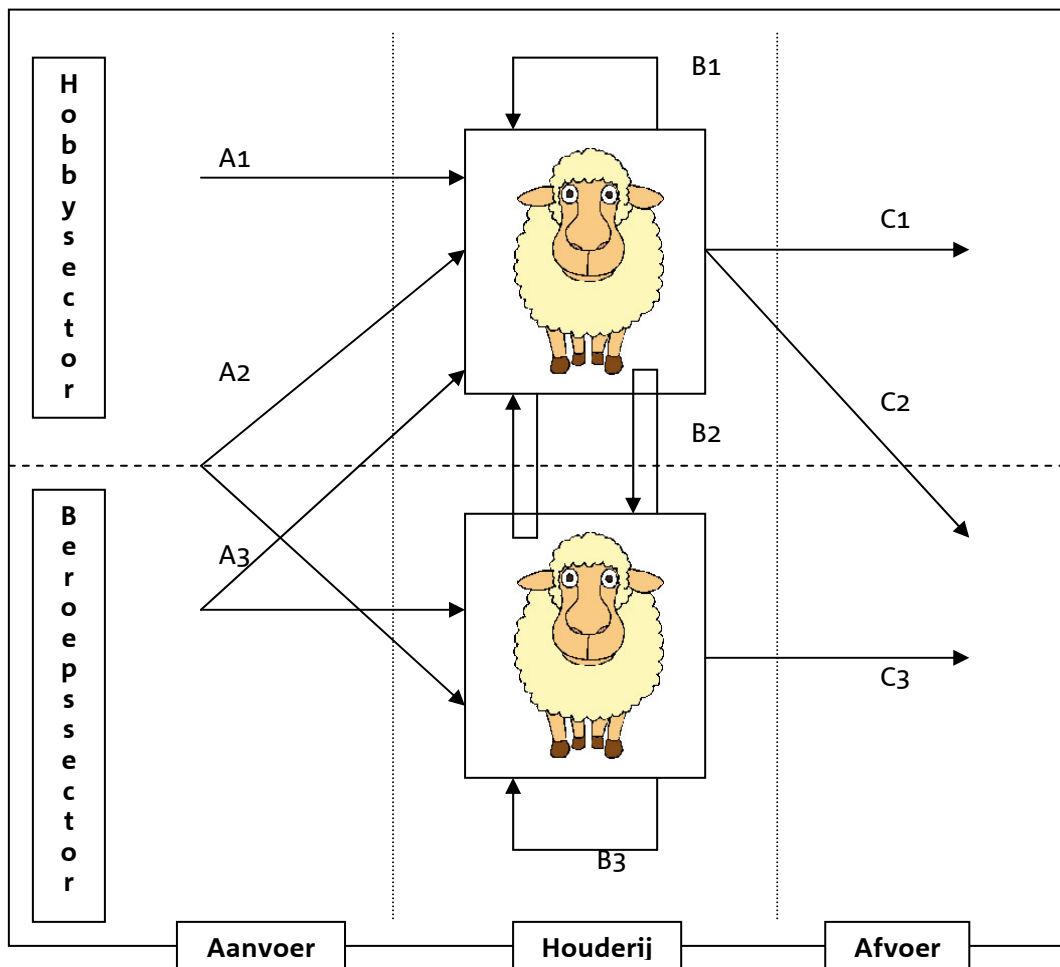 Hobbysector
B1
A1
C1
A2
C2
B2
Beroepssector
A3
C3
B3
Aanvoer
Houderij
Afvoer